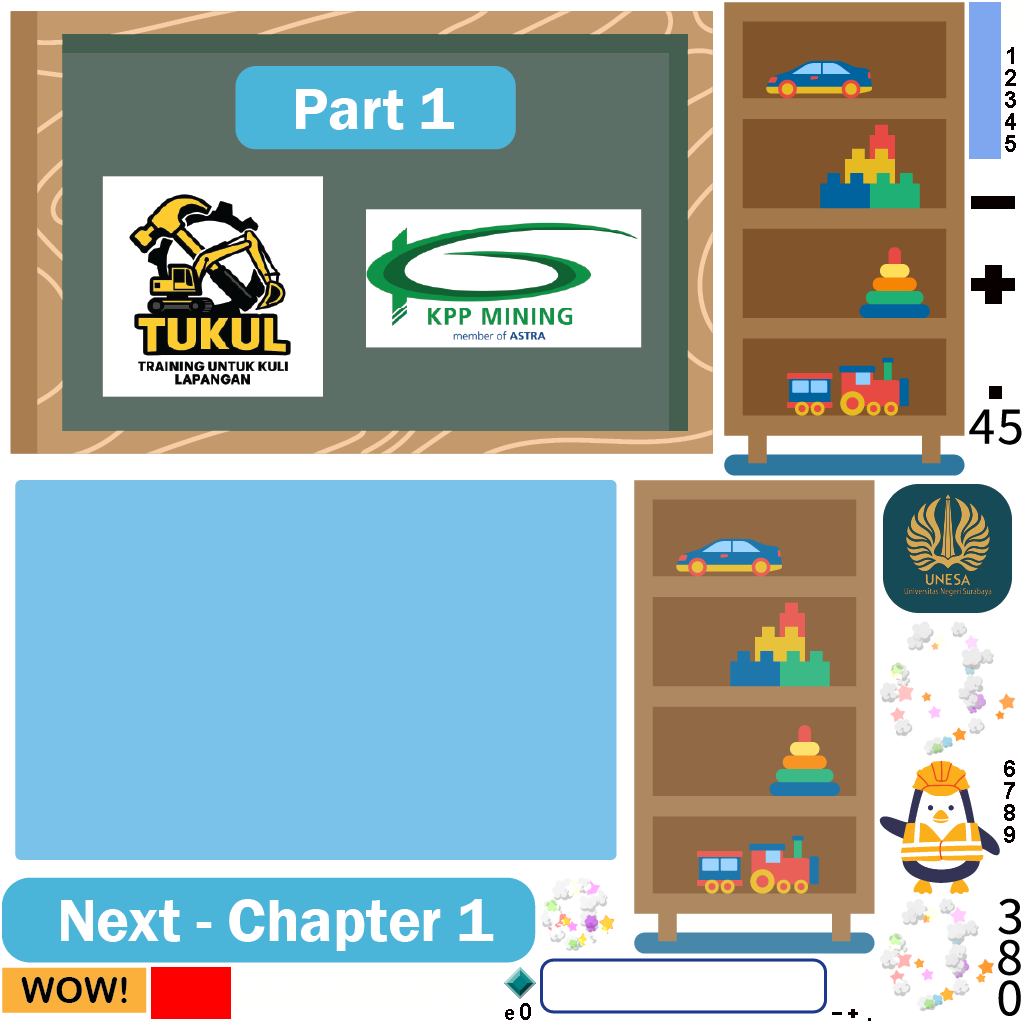 Part 1
TUKUL
TRAINING UNTUK KULI
LAPANGAN
KPP MINING
member of ASTRA
1
2
3
4
5
-
+
.
45
UNESA
Universitas Negeri Surabaya
6
7
8
9
Next - Chapter 1
WOW!
3
8
0
e 0
- + .